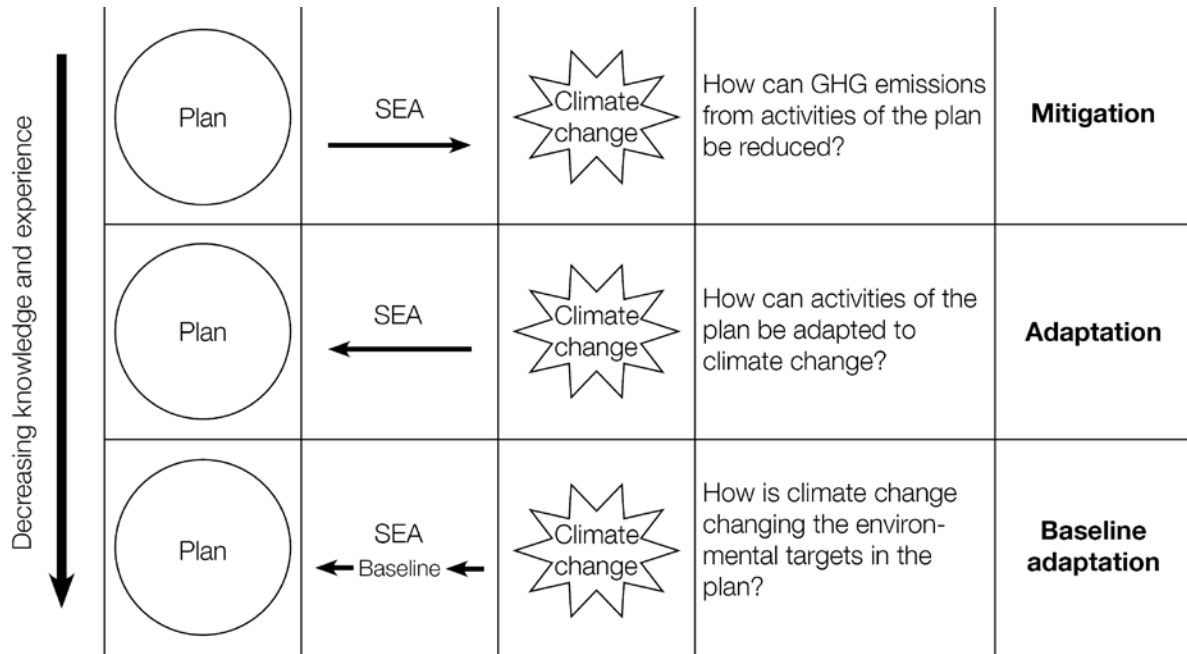 Decreasing knowledge and experience
Plan
SEA
Climate
change
How can GHG emissions
from activities of the plan
be reduced?
Mitigation
Plan
SEA
Climate
change
How can activities of the
plan be adapted to
climate change?
Adaptation
Plan
SEA
Baseline
Climate
change
How is climate change
changing the environ-
mental targets in the
plan?
Baseline
adaptation